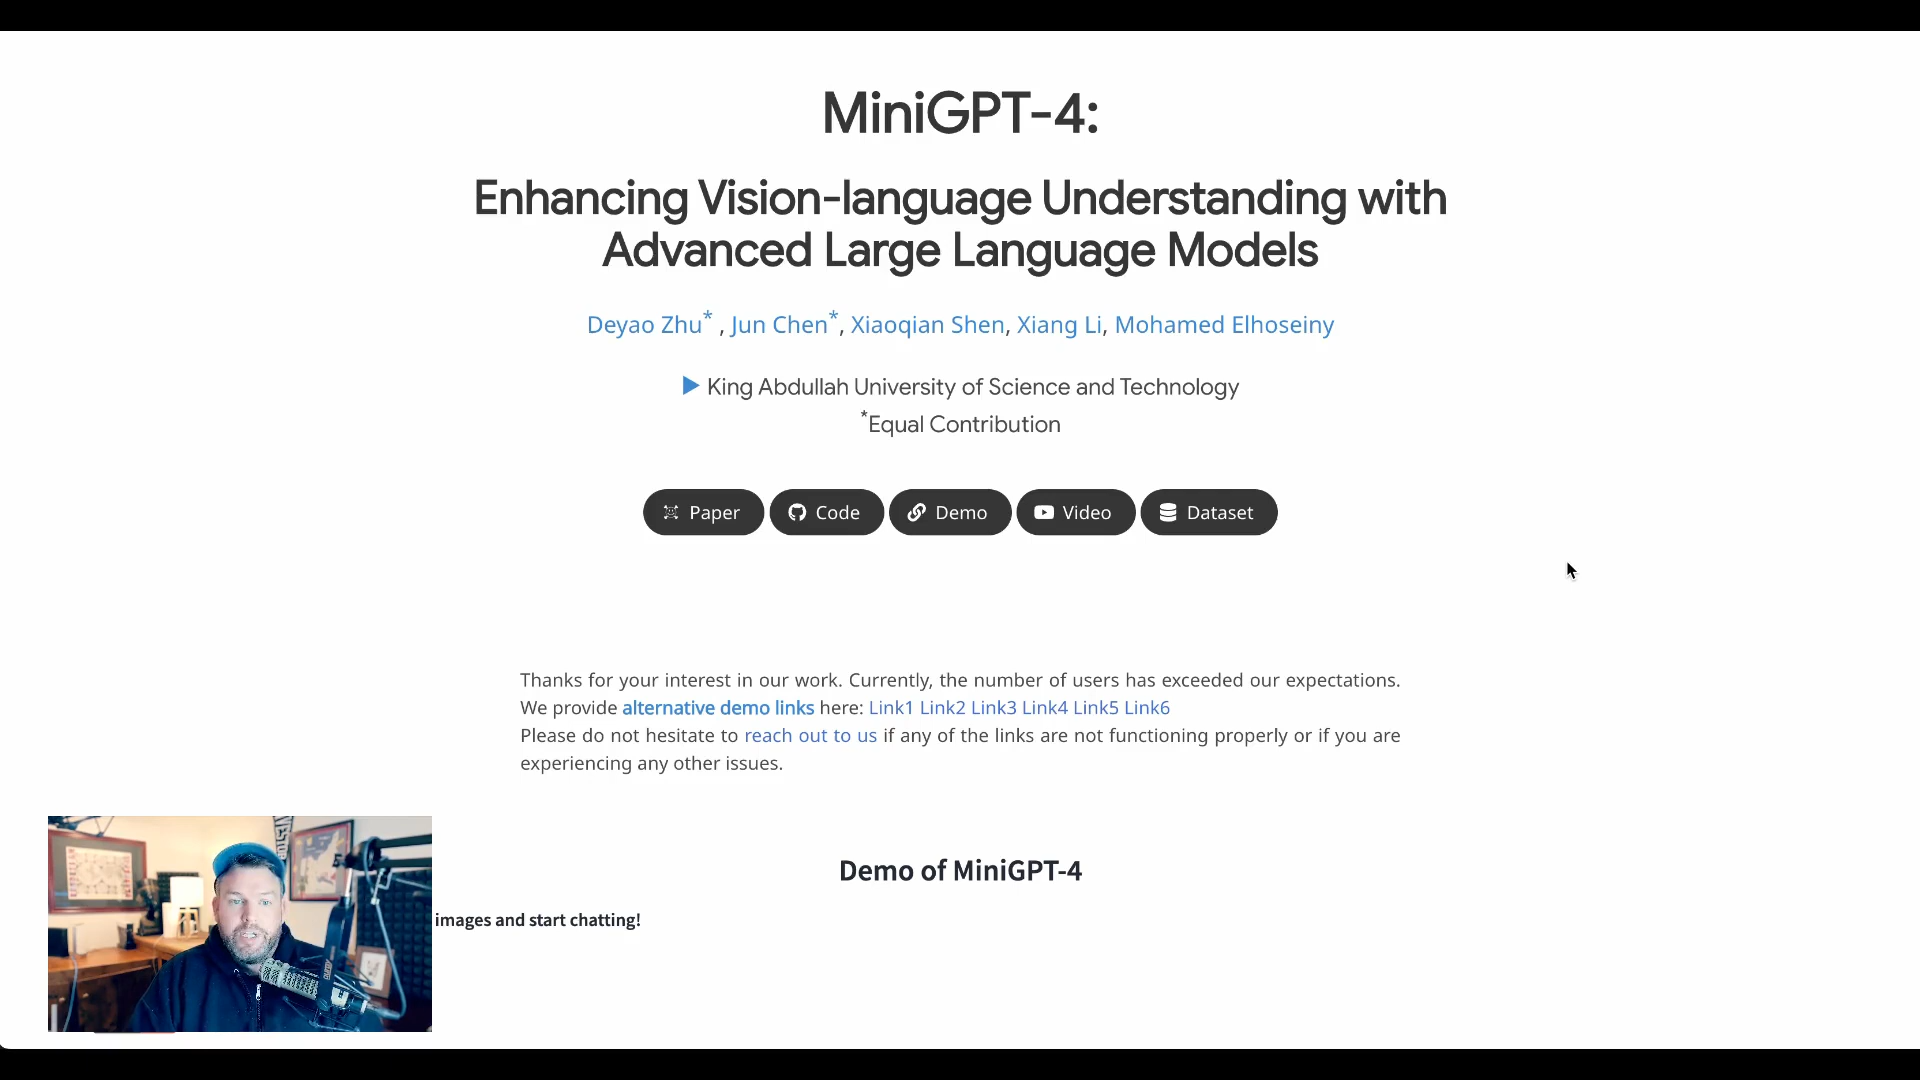 MiniGPT-4:
Enhancing Vision-language Understanding with
Advanced Large Language Models
Deyao Zhu* , Jun Chen*, Xiaoqian Shen, Xiang Li, Mohamed Elhoseiny
▶ King Abdullah University of Science and Technology
*Equal Contribution
Paper Code Demo Video Dataset
Thanks for your interest in our work. Currently, the number of users has exceeded our expectations.
We provide alternative demo links here: Link1 Link2 Link3 Link4 Link5 Link6
Please do not hesitate to reach out to us if any of the links are not functioning properly or if you are
experiencing any other issues.
Demo of MiniGPT-4
images and start chatting!